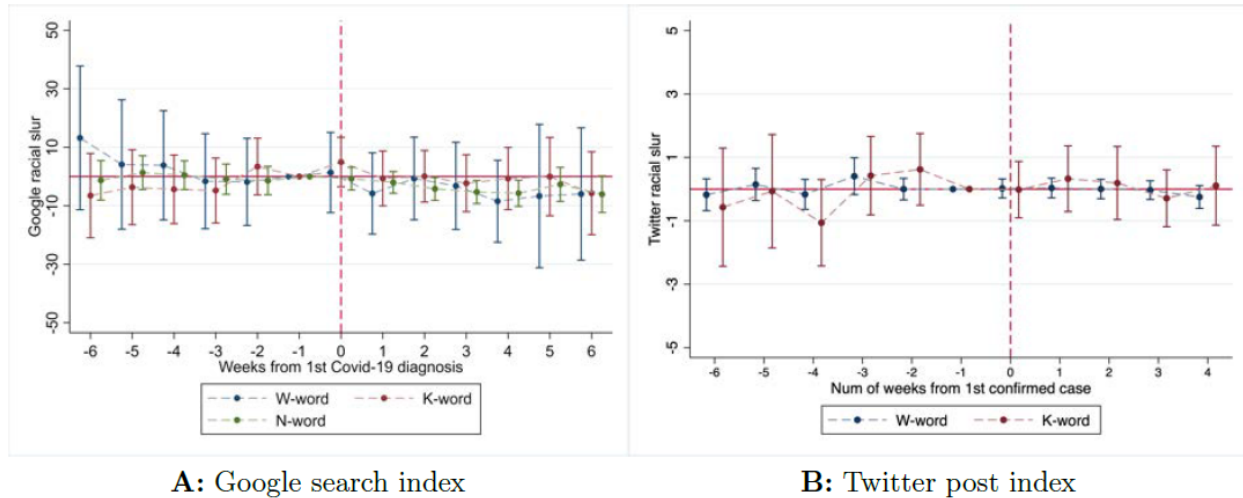 Google racial slur
50
30
10
-10
-30
-50
-6 -5 -4 -3 -2 -1 0 1 2 3 4 5 6
Weeks from 1st Covid-19 diagnosis
W-word K-word
N-word
Twitter racial slur
5
3
1
-1
-3
-5
-6 -5 -4 -3 -2 -1 0 1 2 3 4
Num of weeks from 1st confirmed case
W-word K-word
A: Google search index
B: Twitter post index